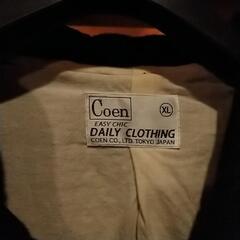 Coen
XL
EASY CHIC
DAILY CLOTHING
COEN CO., LTD. TOKYO JAPAN